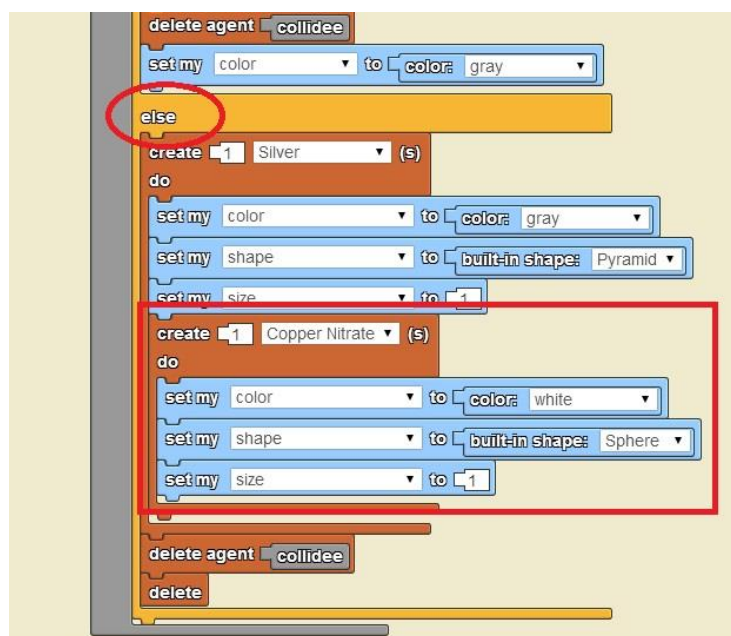 delete agent collidee
set my color to color: gray
else
create 1 Silver (s)
do
set my color to color: gray
set my shape to built-in shape: Pyramid
set my size to 1
create 1 Copper Nitrate (s)
do
set my color to color: white
set my shape to built-in shape: Sphere
set my size to 1
delete agent collidee
delete